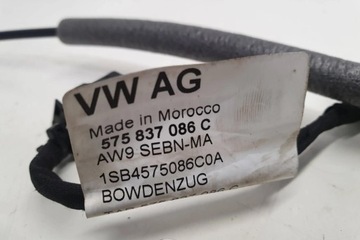 VW AG
Made in Morocco
575 837 086 C
AW9 SEBN-MA
1SB4575086C0A
BOWDENZUG